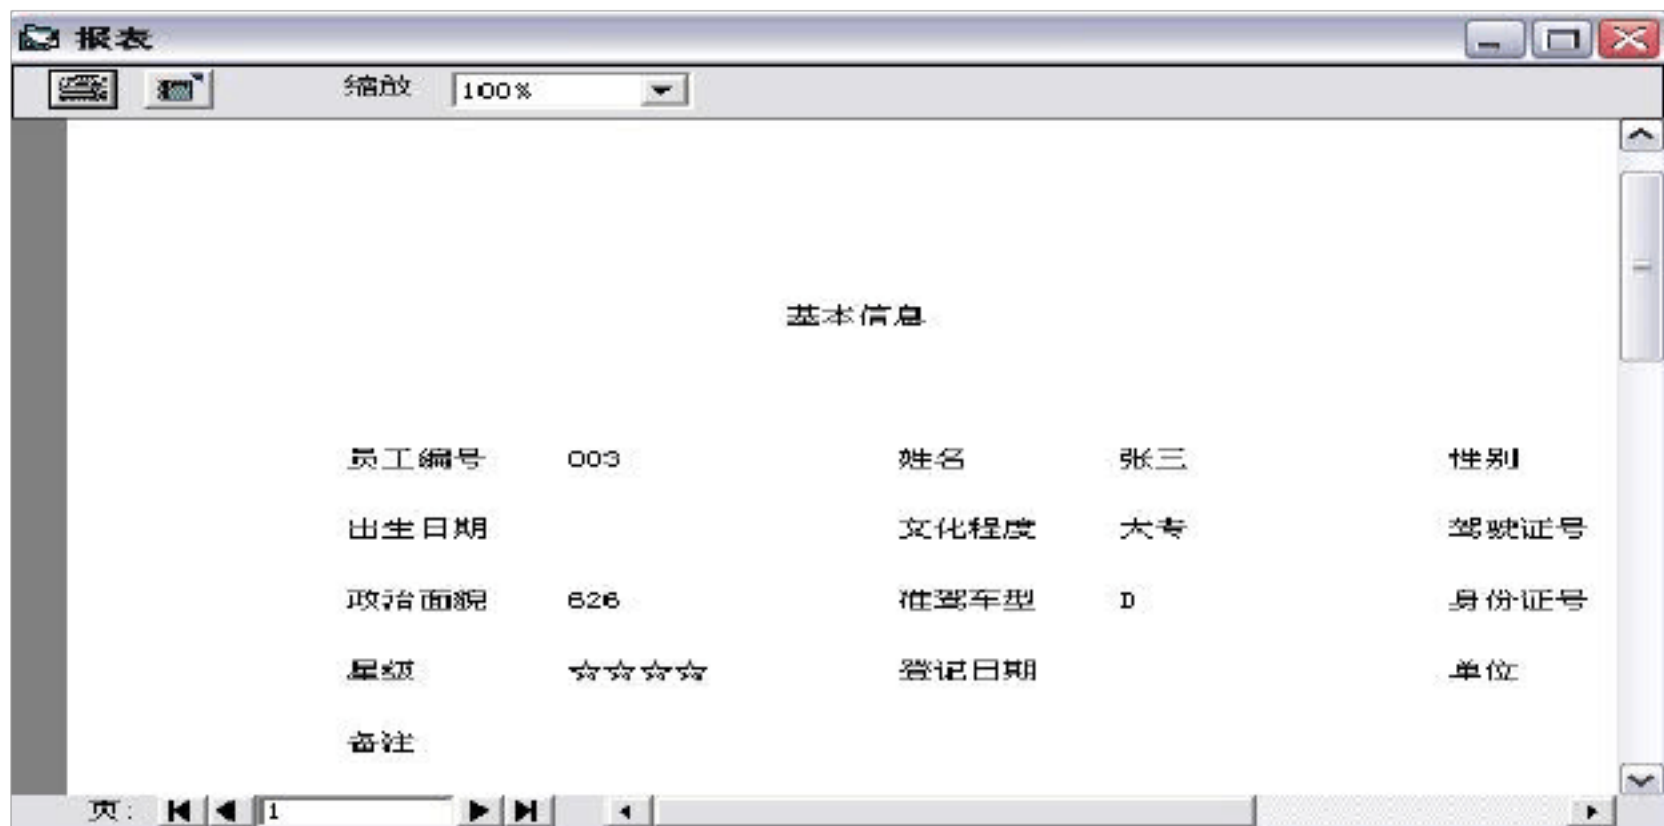 报表
缩放 100%
基本信息
员工编号 003 姓名 张三 性别
出生日期 文化程度 大专 驾驶证号
政治面貌 626 准驾车型 D 身份证号
星级 ☆☆☆☆ 登记日期 单位
备注
页: 1